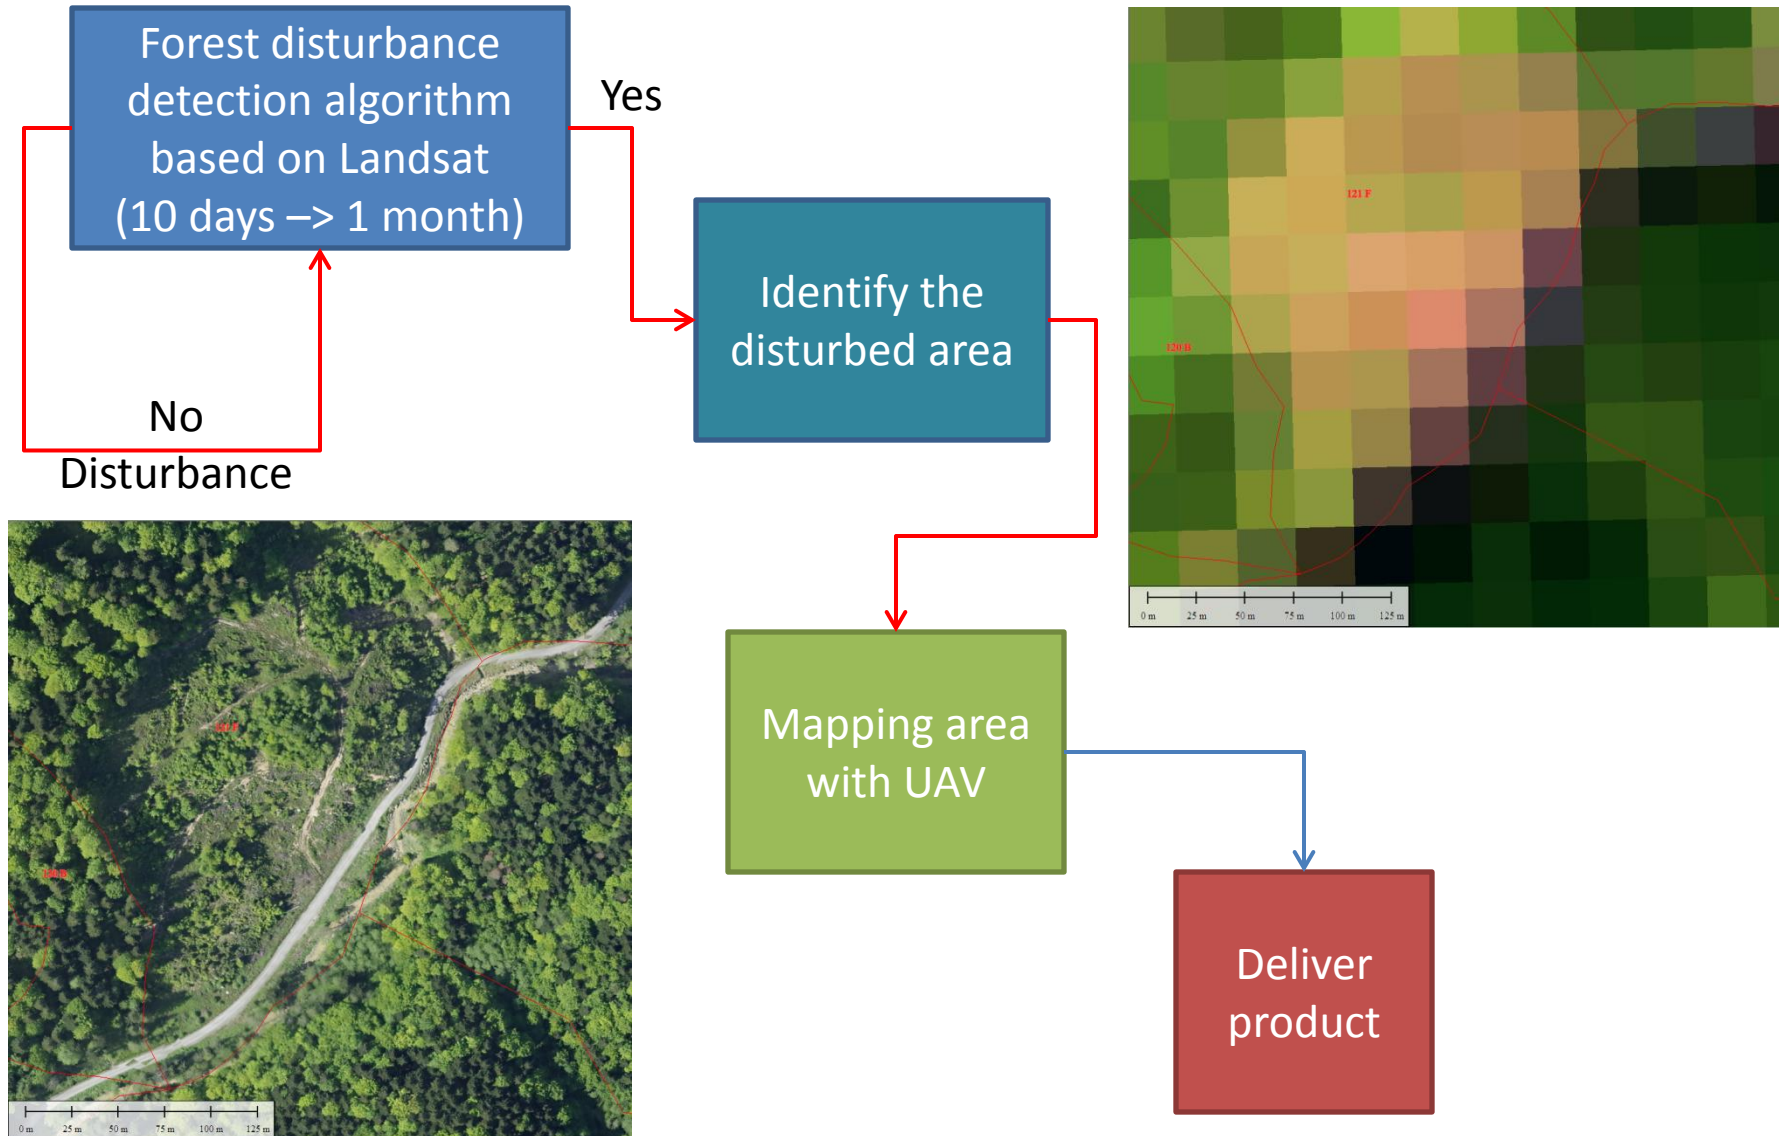 Forest disturbance
detection algorithm
based on Landsat
(10 days –> 1 month)
Yes
No
Disturbance
Identify the
disturbed area
121 F
120 B
0 m 25 m 50 m 75 m 100 m 125 m
Mapping area
with UAV
Deliver
product
0 m 25 m 50 m 75 m 100 m 125 m